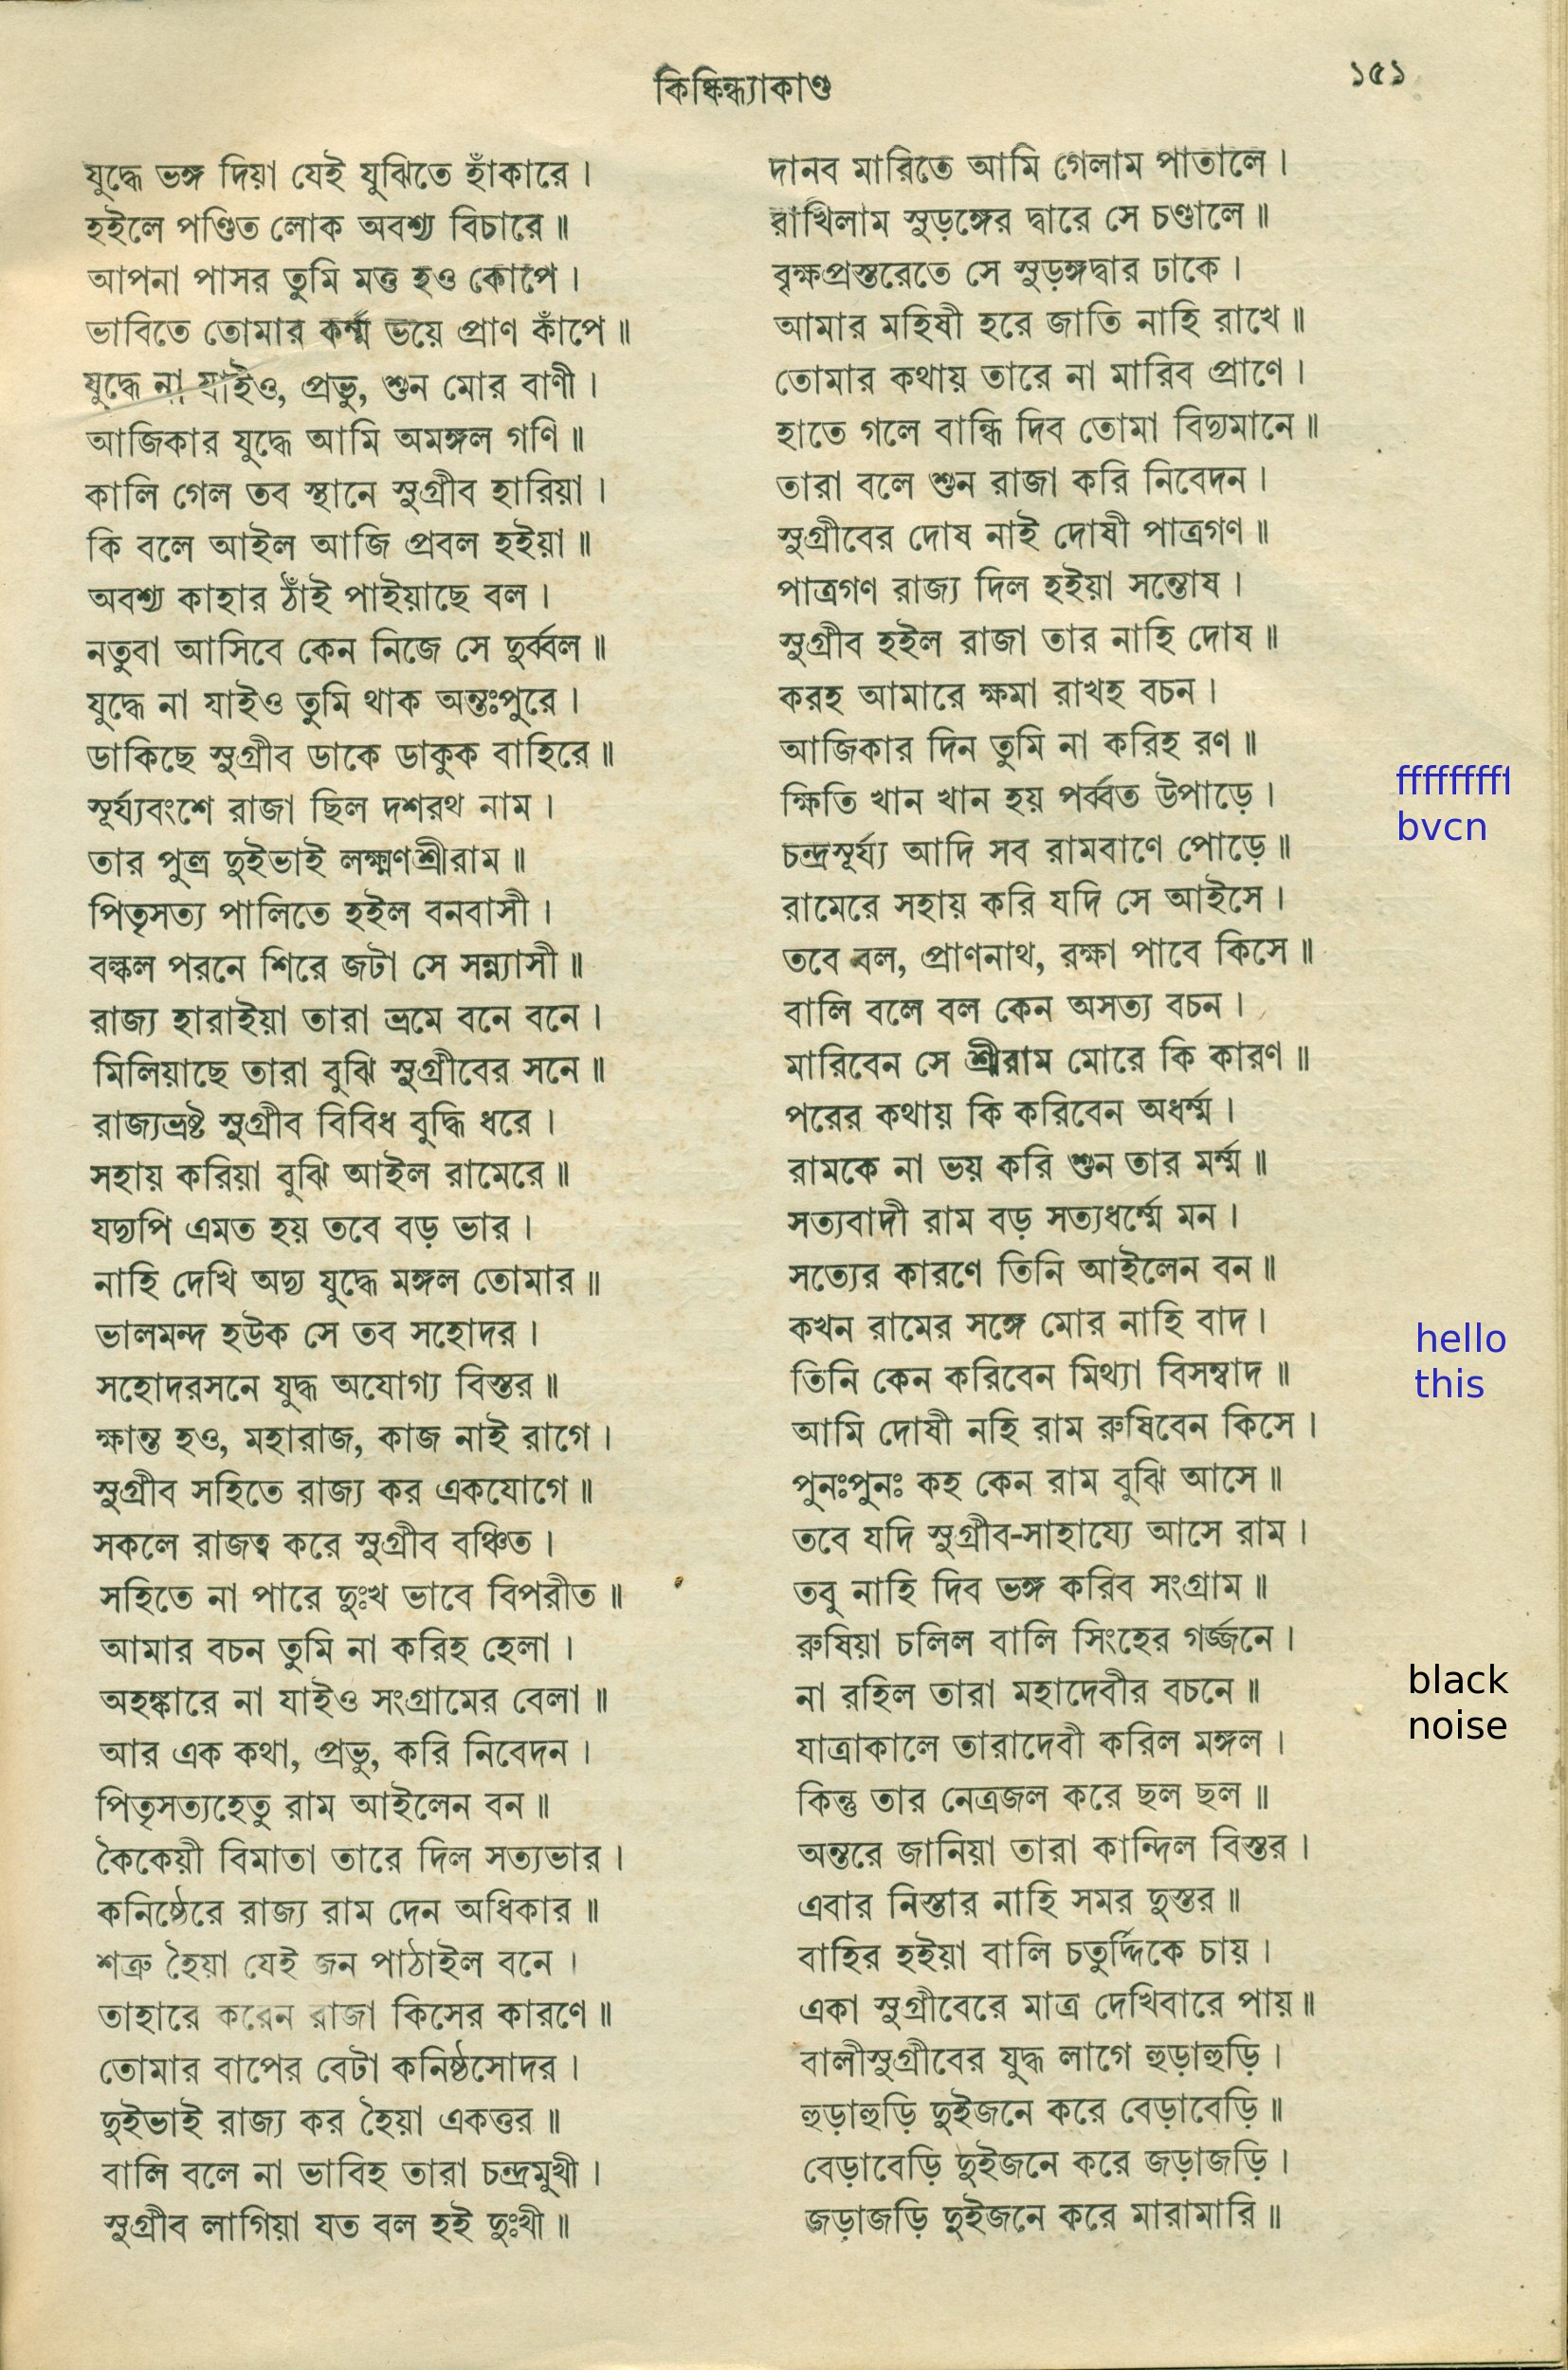 কিষ্কিন্ধ্যাকাণ্ড
১৫১
যুদ্ধে ভঙ্গ দিয়া যেই যুঝিতে হাঁকারে ।
হইলে পণ্ডিত লোক অবশ্য বিচারে ॥
আপনা পাসর তুমি মত্ত হও কোপে ।
ভাবিতে তোমার কর্ম্ম ভয়ে প্রাণ কাঁপে ॥
যুদ্ধে না যাইও, প্রভু, শুন মোর বাণী ।
আজিকার যুদ্ধে আমি অমঙ্গল গণি ॥
কালি গেল তব স্থানে সুগ্রীব হারিয়া ।
কি বলে আইল আজি প্রবল হইয়া ॥
অবশ্য কাহার ঠাঁই পাইয়াছে বল ।
নতুবা আসিবে কেন নিজে সে দুর্ব্বল ॥
যুদ্ধে না যাইও তুমি থাক অন্তঃপুরে ।
ডাকিছে সুগ্রীব ডাকে ডাকুক বাহিরে ॥
সূর্য্যবংশে রাজা ছিল দশরথ নাম ।
তার পুত্র দুইভাই লক্ষ্মণশ্রীরাম ॥
পিতৃসত্য পালিতে হইল বনবাসী ।
বল্কল পরনে শিরে জটা সে সন্ন্যাসী ॥
রাজ্য হারাইয়া তারা ভ্রমে বনে বনে ।
মিলিয়াছে তারা বুঝি সুগ্রীবের সনে ॥
রাজ্যভ্রষ্ট সুগ্রীব বিবিধ বুদ্ধি ধরে ।
সহায় করিয়া বুঝি আইল রামেরে ॥
যদ্যপি এমত হয় তবে বড় ভার ।
নাহি দেখি অদ্য যুদ্ধে মঙ্গল তোমার ॥
ভালমন্দ হউক সে তব সহোদর ।
সহোদরসনে যুদ্ধ অযোগ্য বিস্তর ॥
ক্ষান্ত হও, মহারাজ, কাজ নাই রাগে ।
সুগ্রীব সহিতে রাজ্য কর একযোগে ॥
সকলে রাজত্ব করে সুগ্রীব বঞ্চিত ।
সহিতে না পারে দুঃখ ভাবে বিপরীত ॥
আমার বচন তুমি না করিহ হেলা ।
অহঙ্কারে না যাইও সংগ্রামের বেলা ॥
আর এক কথা, প্রভু, করি নিবেদন ।
পিতৃসত্যহেতু রাম আইলেন বন ॥
কৈকেয়ী বিমাতা তারে দিল সত্যভার ।
কনিষ্ঠেরে রাজ্য রাম দেন অধিকার ॥
শত্রু হৈয়া যেই জন পাঠাইল বনে ।
তাহারে করেন রাজা কিসের কারণে ॥
তোমার বাপের বেটা কনিষ্ঠসোদর ।
দুইভাই রাজ্য কর হৈয়া একত্তর ॥
বালি বলে না ভাবিহ তারা চন্দ্রমুখী ।
সুগ্রীব লাগিয়া যত বল হই দুঃখী ॥
দানব মারিতে আমি গেলাম পাতালে ।
রাখিলাম সুড়ঙ্গের দ্বারে সে চণ্ডালে ॥
বৃক্ষপ্রস্তরেতে সে সুড়ঙ্গদ্বার ঢাকে ।
আমার মহিষী হরে জাতি নাহি রাখে ॥
তোমার কথায় তারে না মারিব প্রাণে ।
হাতে গলে বান্ধি দিব তোমা বিদ্যমানে ॥
তারা বলে শুন রাজা করি নিবেদন ।
সুগ্রীবের দোষ নাই দোষী পাত্রগণ ॥
পাত্রগণ রাজ্য দিল হইয়া সন্তোষ ।
সুগ্রীব হইল রাজা তার নাহি দোষ ॥
করহ আমারে ক্ষমা রাখহ বচন ।
আজিকার দিন তুমি না করিহ রণ ॥
ক্ষিতি খান খান হয় পর্ব্বত উপাড়ে ।
চন্দ্রসূর্য্য আদি সব রামবাণে পোড়ে ॥
রামেরে সহায় করি যদি সে আইসে ।
তবে বল, প্রাণনাথ, রক্ষা পাবে কিসে ॥
বালি বলে বল কেন অসত্য বচন ।
মারিবেন সে শ্রীরাম মোরে কি কারণ ॥
পরের কথায় কি করিবেন অধর্ম্ম ।
রামকে না ভয় করি শুন তার মর্ম্ম ॥
সত্যবাদী রাম বড় সত্যধর্ম্মে মন ।
সত্যের কারণে তিনি আইলেন বন ॥
কখন রামের সঙ্গে মোর নাহি বাদ ।
তিনি কেন করিবেন মিথ্যা বিসম্বাদ ॥
আমি দোষী নহি রাম রুষিবেন কিসে ।
পুনঃপুনঃ কহ কেন রাম বুঝি আসে ॥
তবে যদি সুগ্রীব-সাহায্যে আসে রাম ।
তবু নাহি দিব ভঙ্গ করিব সংগ্রাম ॥
রুষিয়া চলিল বালি সিংহের গর্জ্জনে ।
না রহিল তারা মহাদেবীর বচনে ॥
যাত্রাকালে তারাদেবী করিল মঙ্গল ।
কিন্তু তার নেত্রজল করে ছল ছল ॥
অন্তরে জানিয়া তারা কান্দিল বিস্তর ।
এবার নিস্তার নাহি সমর দুস্তর ॥
বাহির হইয়া বালি চতুর্দ্দিকে চায় ।
একা সুগ্রীবেরে মাত্র দেখিবারে পায় ॥
বালীসুগ্রীবের যুদ্ধ লাগে হুড়াহুড়ি ।
হুড়াহুড়ি দুইজনে করে বেড়াবেড়ি ॥
বেড়াবেড়ি দুইজনে করে জড়াজড়ি ।
জড়াজড়ি দুইজনে করে মারামারি ॥
bvcn
hello
this
black
noise